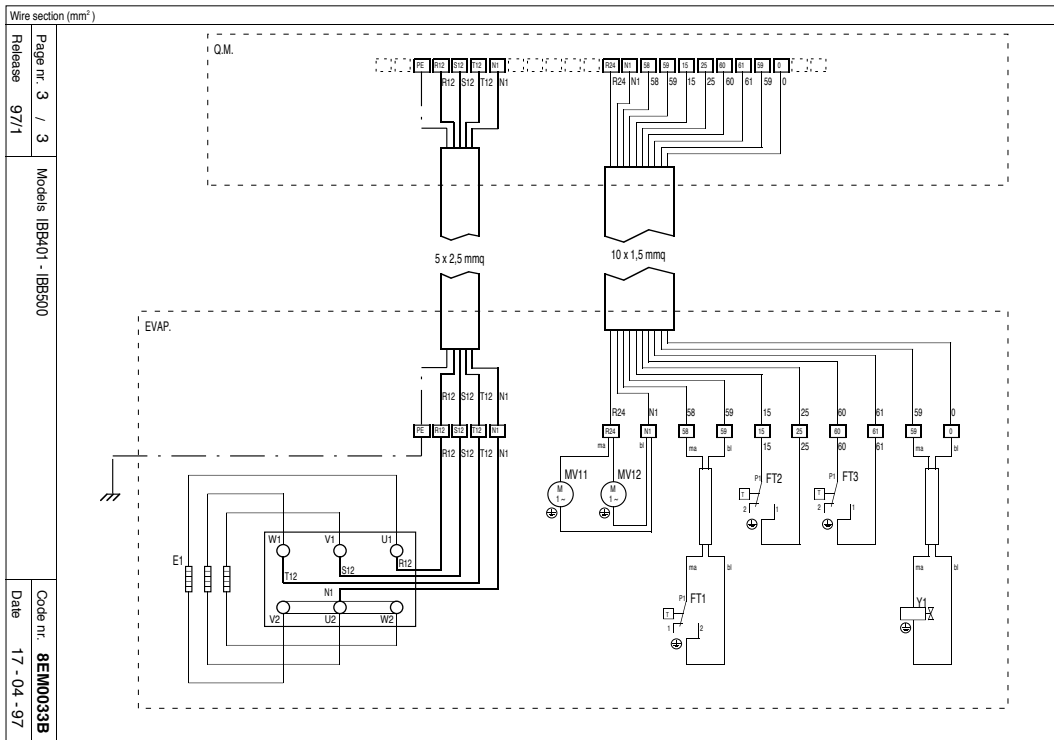 Wire section (mm²)
Page nr. 3 / 3
Release 97/1
Models IBB401 - IBB500
Code nr. 8EM0033B
Date 17 - 04 - 97
Q.M.
PE R12 S12 T12 N1
R12 S12 T12 N1
R24 N1 58 59 15 25 60 61 59 0
R24 N1 58 59 15 25 60 61 59 0
5 x 2,5 mmq
10 x 1,5 mmq
EVAP.
R12 S12 T12 N1
PE R12 S12 T12 N1
R12 S12 T12 N1
R24 N1 58 59 15 25 60 61 59 0
R24 N1 58 59 15 25 60 61 59 0
ma bl ma bl 15 25 60 61 ma bl
MV11
M
1 ~
MV12
M
1 ~
P1 FT2
T
2 1
P1 FT3
T
2 1
W1 V1 U1
E1
T12 S12 R12
N1
V2 U2 W2
ma bl
P1 FT1
T
1 2
ma bl
Y1